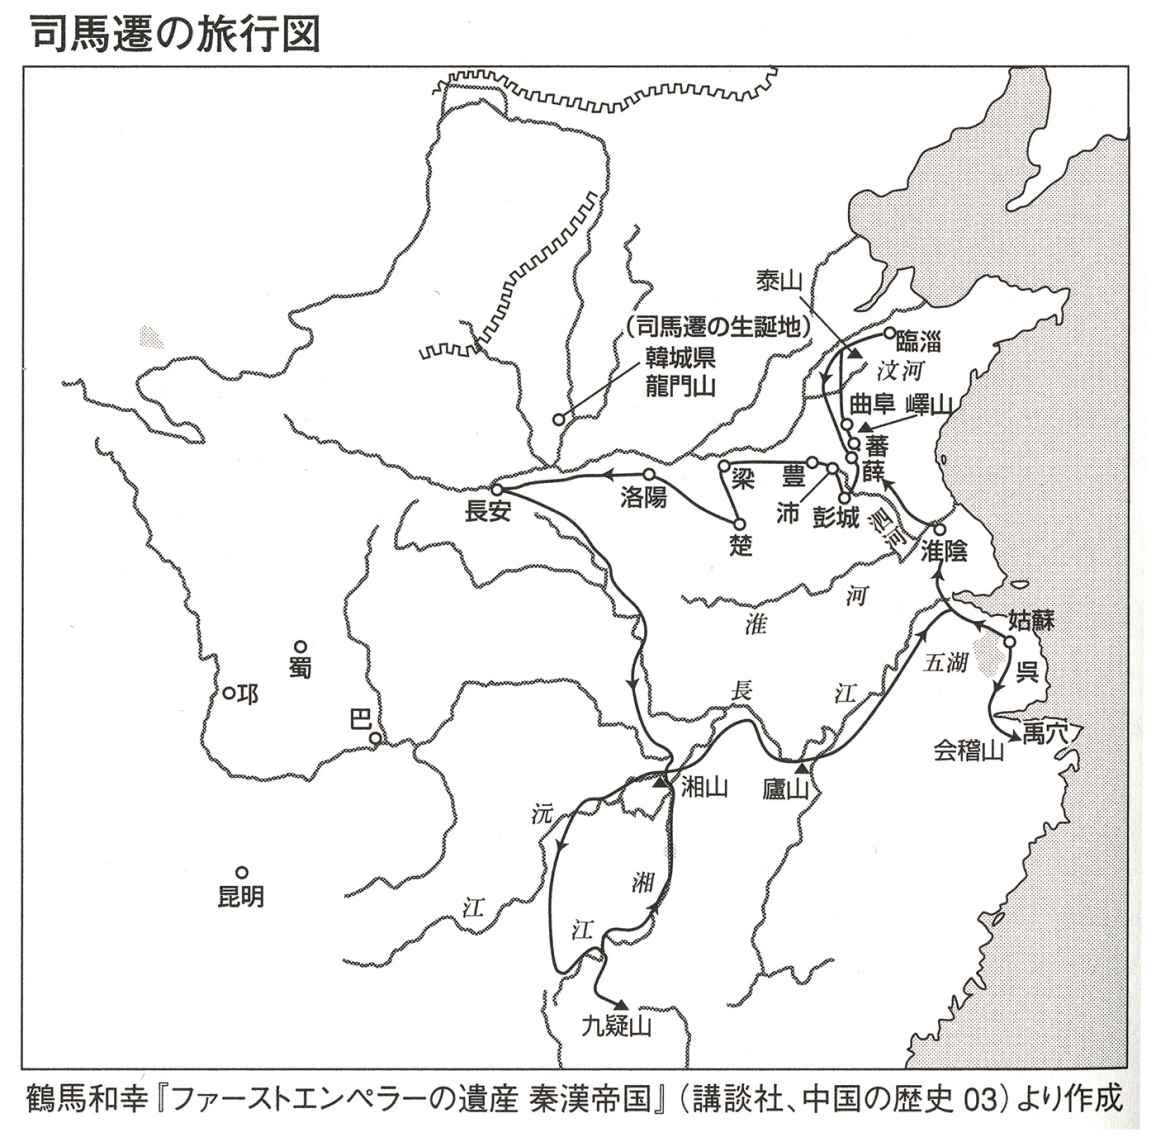 司馬遷の旅行図
泰山
(司馬遷の生誕地)
韓城県
龍門山
臨淄
汶河
曲阜
嶧山
蕃
薛
梁
豊
沛
彭城
泗河
洛陽
長安
楚
淮陰
淮河
姑蘇
五湖
呉
禹穴
会稽山
長江
廬山
湘山
蜀
邛
巴
沅江
湘江
昆明
九疑山
鶴馬和幸『ファーストエンペラーの遺産 秦漢帝国』(講談社、中国の歴史 03)より作成